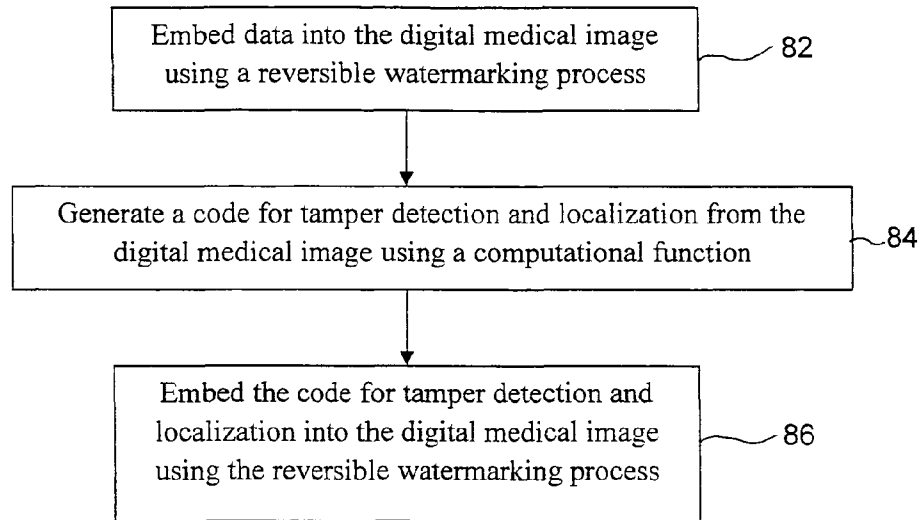 Embed data into the digital medical image
using a reversible watermarking process
82
Generate a code for tamper detection and localization from the
digital medical image using a computational function
84
Embed the code for tamper detection and
localization into the digital medical image
using the reversible watermarking process
86